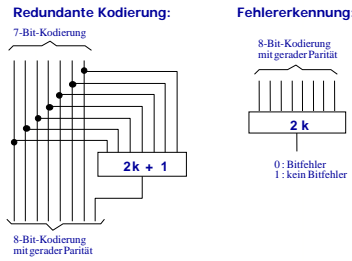 Redundante Kodierung:
7-Bit-Kodierung
2k + 1
8-Bit-Kodierung
mit gerader Parität
Fehlererkennung:
8-Bit-Kodierung
mit gerader Parität
2 k
0 : Bitfehler
1 : kein Bitfehler